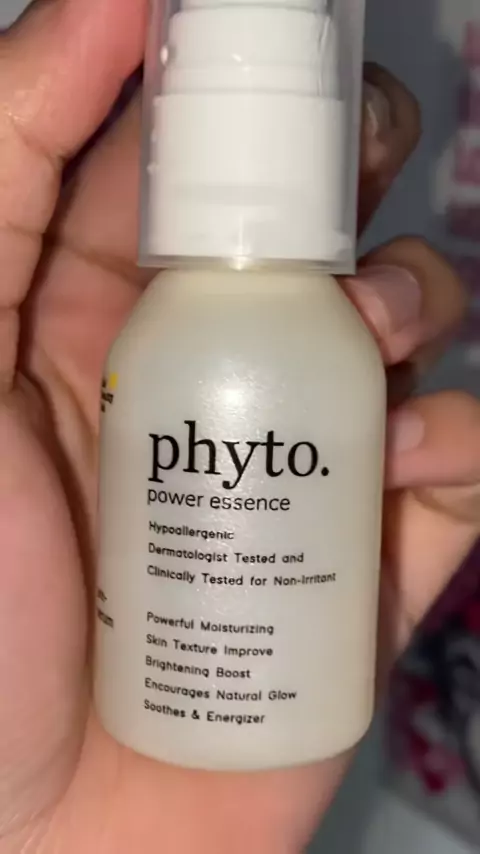 phyto.
power essence
Hypoallergenic
Dermatologist Tested and
Clinically Tested for Non-Irritant
Powerful Moisturizing
Skin Texture Improve
Brightening Boost
Encourages Natural Glow
Soothes & Energizer